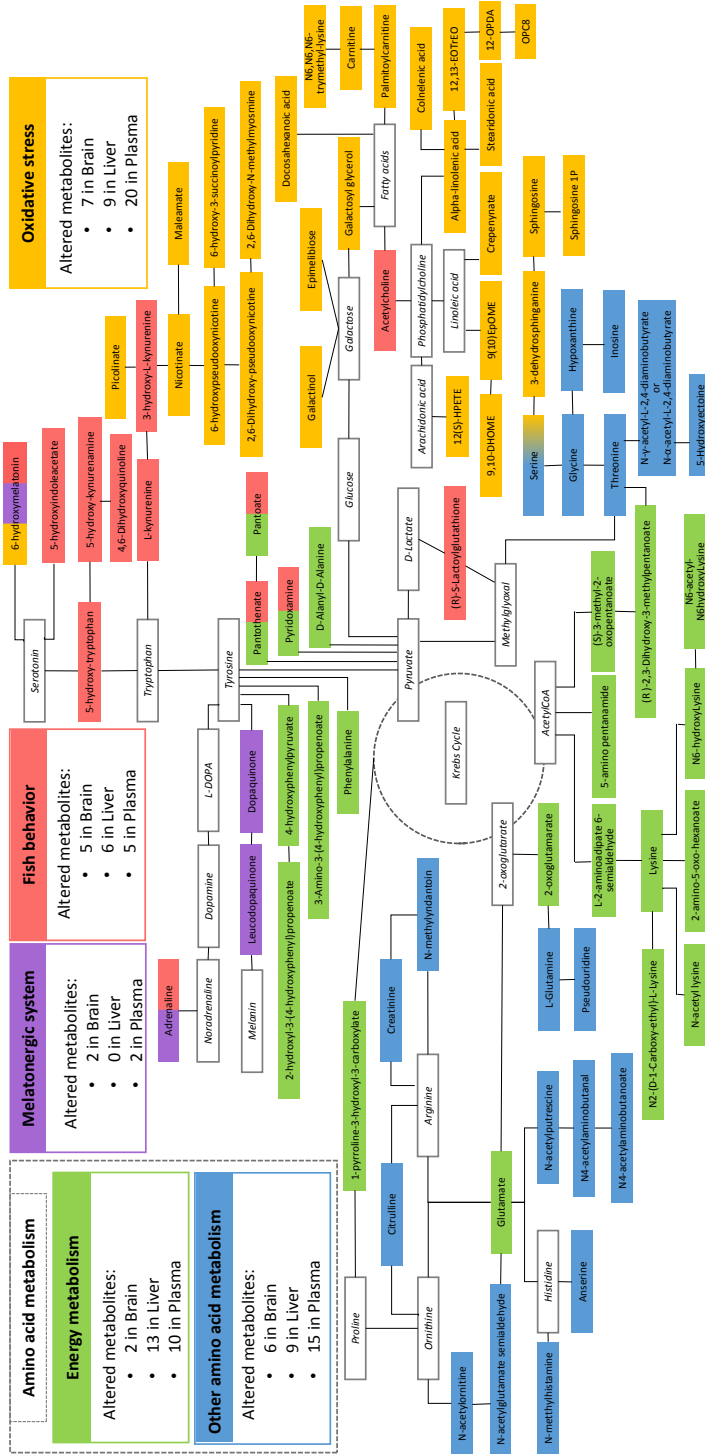 Amino acid metabolism
Energy metabolism
Altered metabolites:
• 2 in Brain
• 13 in Liver
• 10 in Plasma
Other amino acid metabolism
Altered metabolites:
• 6 in Brain
• 9 in Liver
• 15 in Plasma
Melatonergic system
Altered metabolites:
• 2 in Brain
• 0 in Liver
• 2 in Plasma
Fish behavior
Altered metabolites:
• 5 in Brain
• 6 in Liver
• 5 in Plasma
Oxidative stress
Altered metabolites:
• 7 in Brain
• 9 in Liver
• 20 in Plasma
Serotonin
6-hydroxymelatonin
5-hydroxyindoleacetate
5-hydroxy-tryptophan
5-hydroxy-kynurenamine
4,6-Dihydroxyquinoline
Tryptophan
L-kynurenine
3-hydroxy-L-kynurenine
Picolinate
Nicotinate
Maleamate
6-hydroxypseudooxynicotine
6-hydroxy-3-succinoylpyridine
2,6-Dihydroxy-pseudooxynicotine
2,6-Dihydroxy-N-methylmyosmine
Adrenaline
Noradrenaline
Dopamine
L-DOPA
Tyrosine
Melanin
Leucodopaquinone
Dopaquinone
2-hydroxyl-3-(4-hydroxyphenyl)propenoate
4-hydroxyphenylpyruvate
3-Amino-3-(4-hydroxyphenyl)propenoate
Phenylalanine
Pantothenate
Pantoate
Pyridoxamine
D-Alanyl-D-Alanine
Glucose
Galactose
Galactinol
Epimelibiose
Galactosyl glycerol
Docosahexanoic acid
Fatty acids
N6,N6,N6-
trymethyl-lysine
Carnitine
Palmitoylcarnitine
Acetylcholine
Phosphatidylcholine
Arachidonic acid
12(S)-HPETE
Linoleic acid
9(10)EpOME
9,10-DHOME
Crepenynate
Alpha-linolenic acid
Colnelenic acid
12,13-EOTrEO
12-OPDA
OPC8
Stearidonic acid
Proline
1-pyrroline-3-hydroxyl-3-carboxylate
Krebs Cycle
Pyruvate
D-Lactate
(R)-S-Lactoylglutathione
Methylglyoxal
Serine
3-dehydrosphinganine
Sphingosine
Sphingosine 1P
Glycine
Hypoxanthine
Inosine
Threonine
N-γ-acetyl-L-2,4-diaminobutyrate
or
N-α-acetyl-L-2,4-diaminobutyrate
5-Hydroxyectoine
Ornithine
Citrulline
Arginine
Creatinine
N-methylyndantoin
N-acetylornitine
N-acetylglutamate semialdehyde
Glutamate
2-oxoglutarate
2-oxoglutamarate
L-Glutamine
Pseudouridine
AcetylCoA
N-metthylhistamine
Histidine
Anserine
N-acetylputrescine
N4-acetylaminobutanal
N4-acetylaminobutanoate
L-2-aminoadipate 6-
semialdehyde
5-amino pentanamide
(S)-3-methyl-2-
oxopentanoate
(R)-2,3-Dihydroxy-3-methylpentanoate
Lysine
N2-(D-1-Carboxy-ethyl)-L-Lysine
N-acetyl lysine
2-amino-5-oxo-hexanoate
N6-hydroxyLysine
N6-acetyl-
N6hydroxyLysine